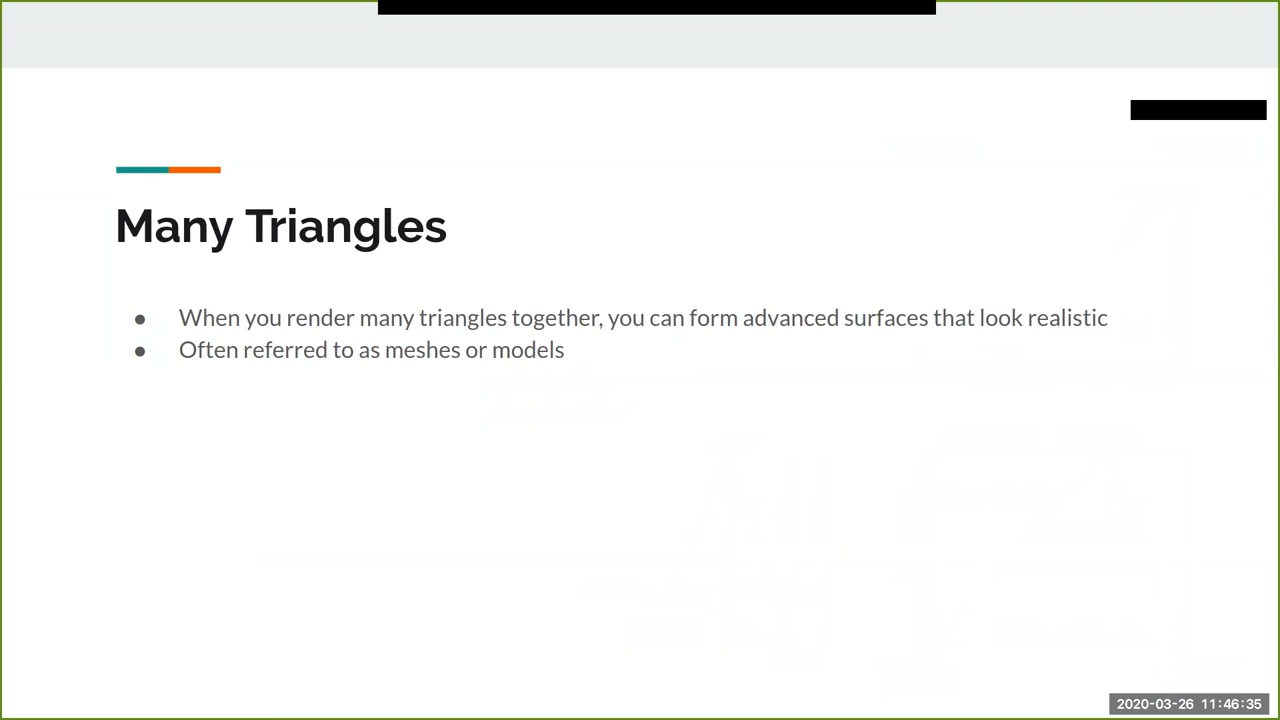 Many Triangles
● When you render many triangles together, you can form advanced surfaces that look realistic
● Often referred to as meshes or models
2020-03-26 11:46:35